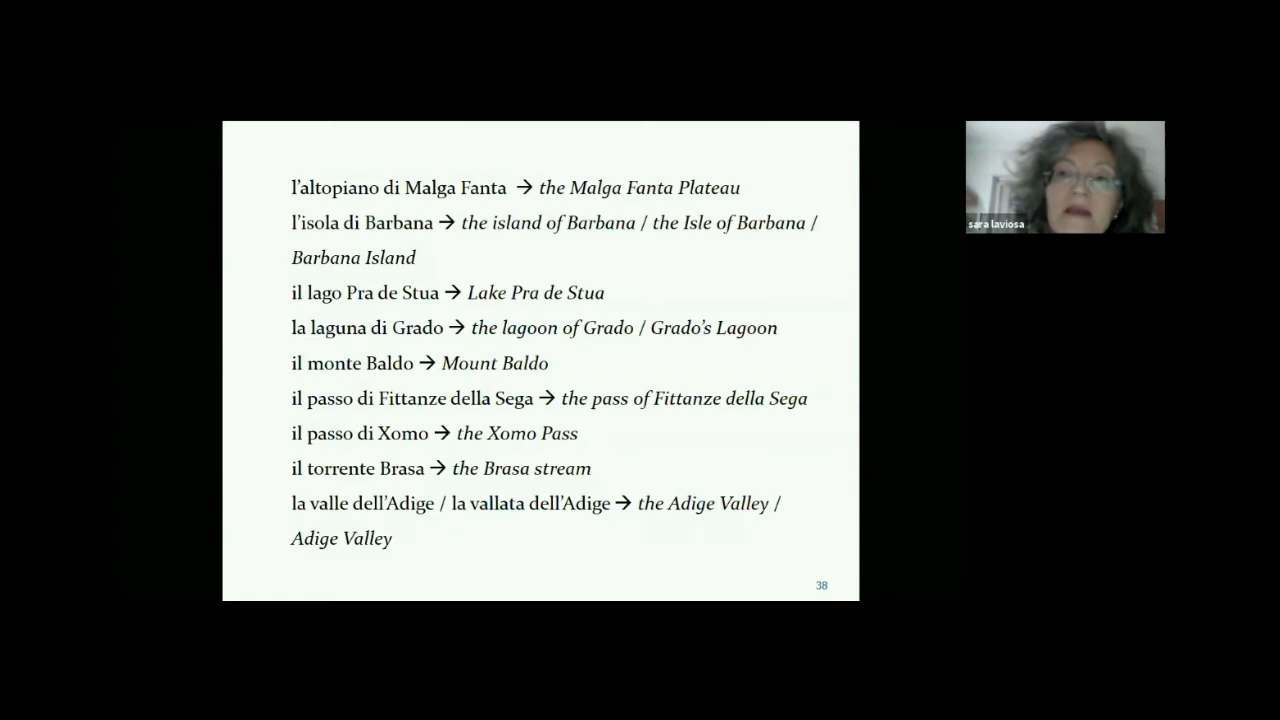 l'altopiano di Malga Fanta → the Malga Fanta Plateau
l'isola di Barbana → the island of Barbana / the Isle of Barbana /
Barbana Island
il lago Pra de Stua → Lake Pra de Stua
la laguna di Grado → the lagoon of Grado / Grado's Lagoon
il monte Baldo → Mount Baldo
il passo di Fittanze della Sega → the pass of Fittanze della Sega
il passo di Xomo → the Xomo Pass
il torrente Brasa → the Brasa stream
la valle dell'Adige / la vallata dell'Adige → the Adige Valley /
Adige Valley
38
sara laviosa